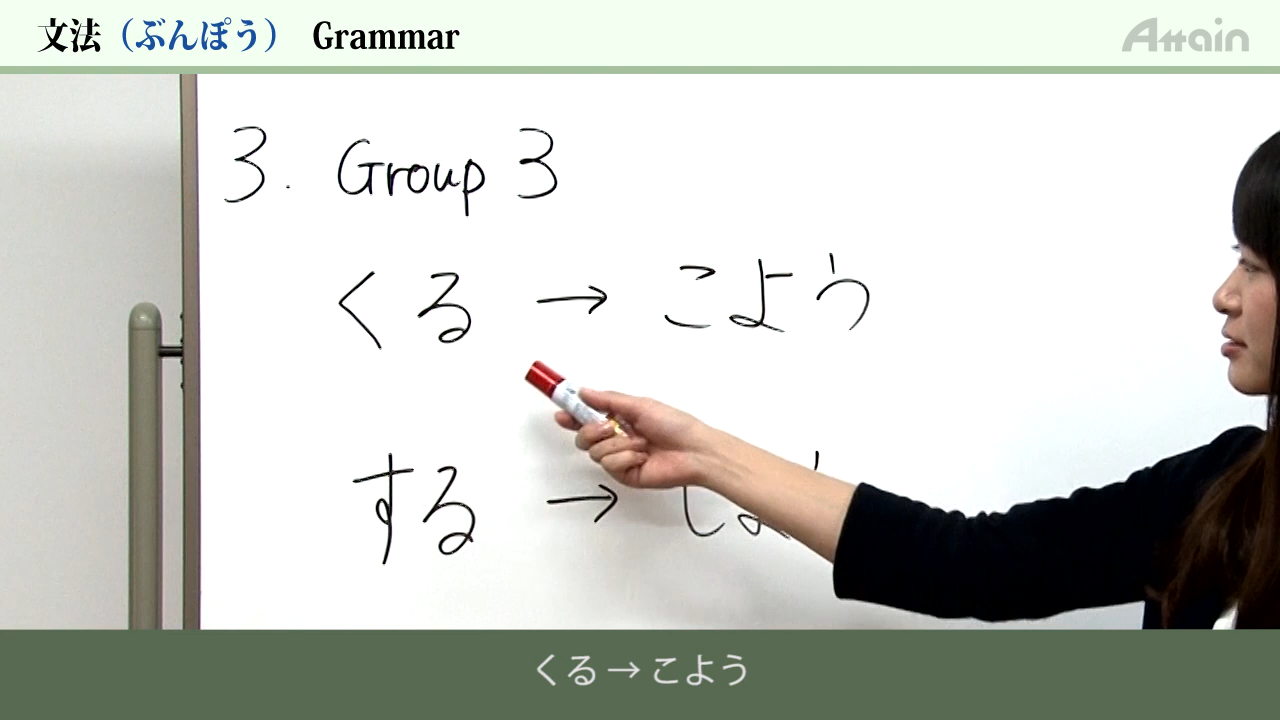 文法（ぶんぽう） Grammar
Attain
3. Group 3
くる → こよう
する →
くる→こよう